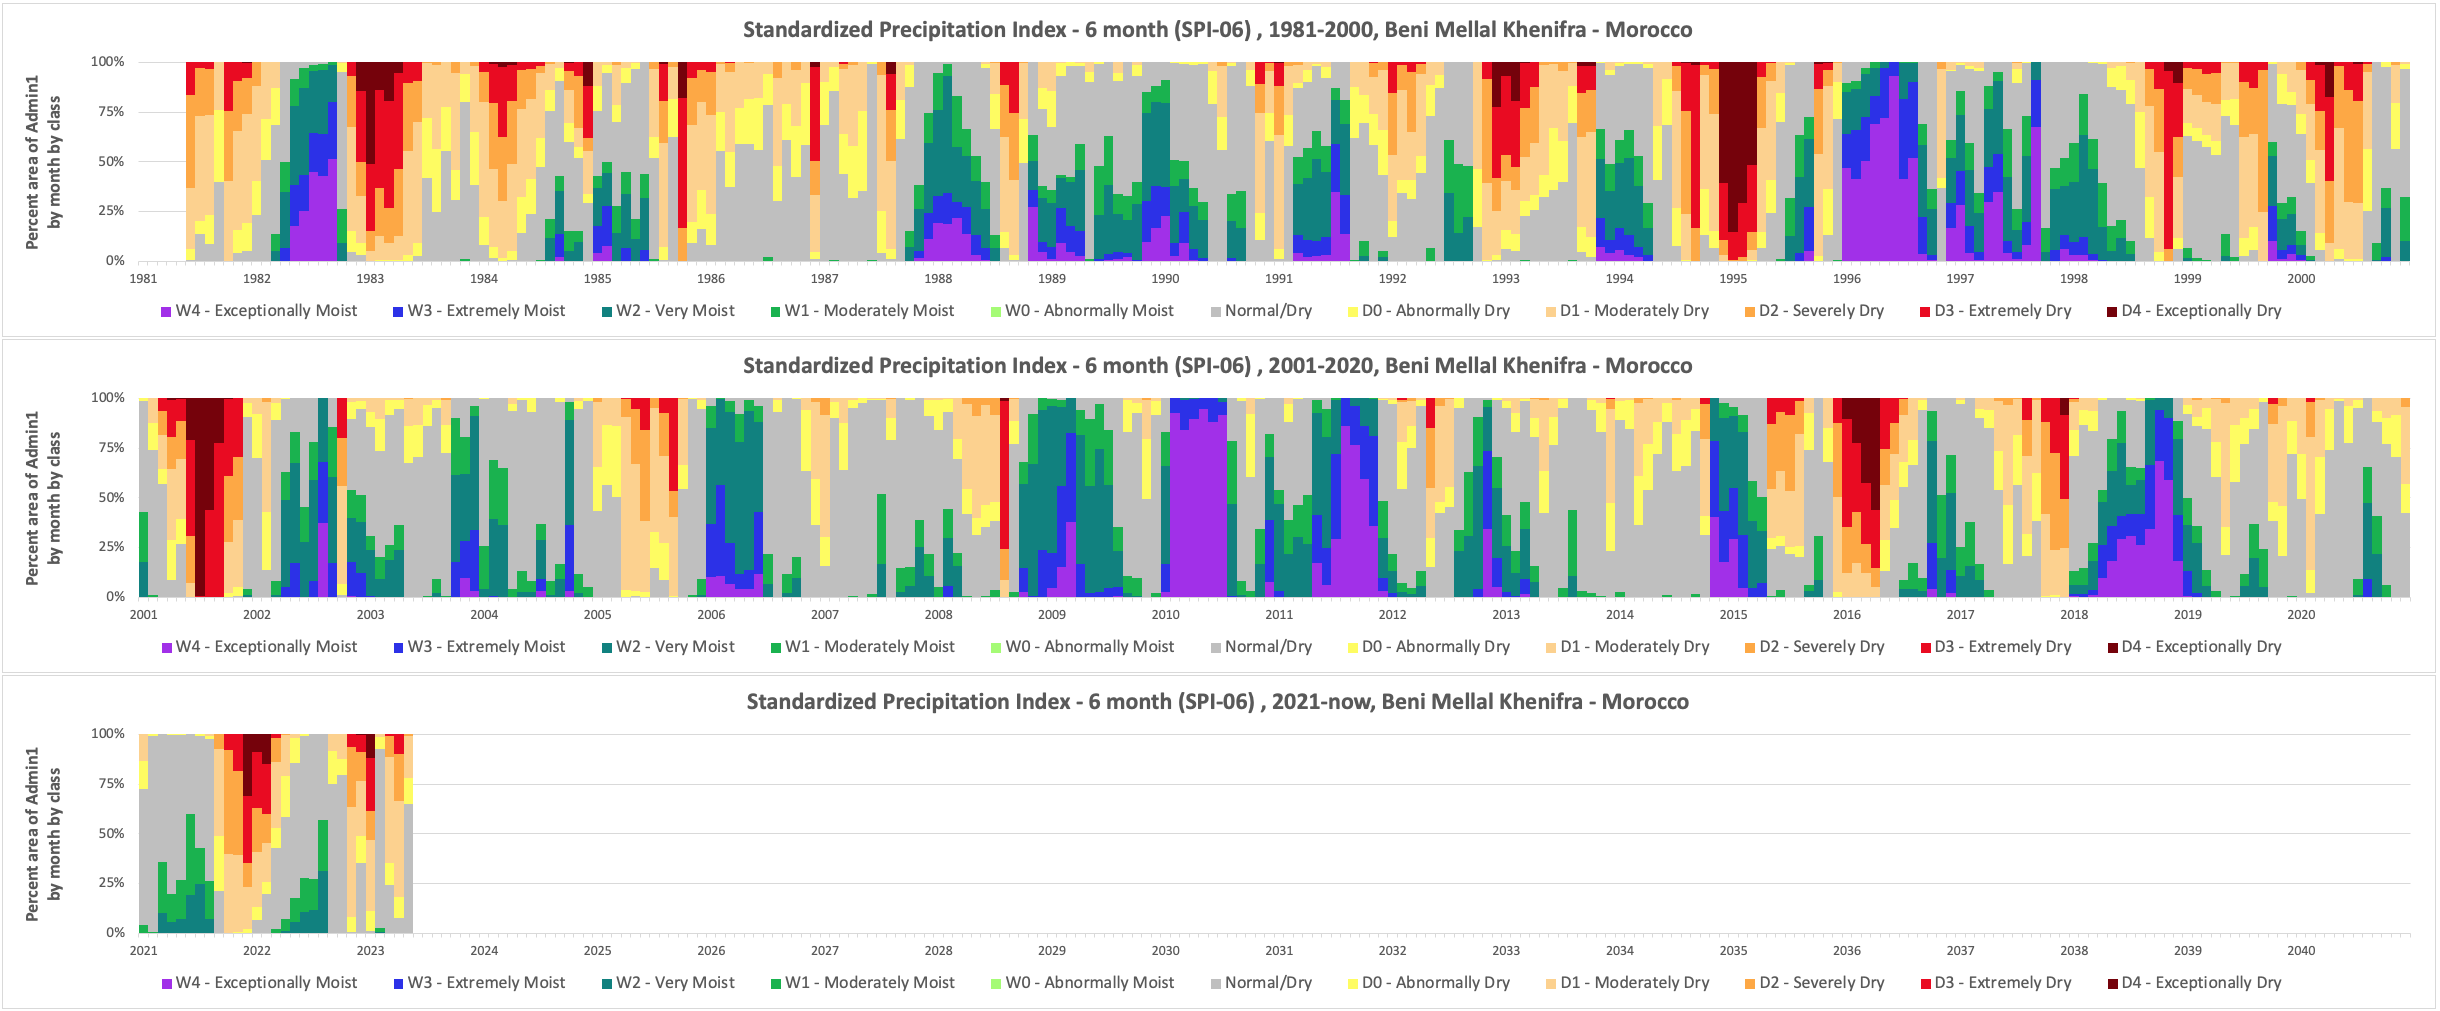 Standardized Precipitation Index - 6 month (SPI-06) , 1981-2000, Beni Mellal Khenifra - Morocco
Percent area of Admin1
by month by class
100%
75%
50%
25%
0%
1981 1982 1983 1984 1985 1986 1987 1988 1989 1990 1991 1992 1993 1994 1995 1996 1997 1998 1999 2000
W4 - Exceptionally Moist W3 - Extremely Moist W2 - Very Moist W1 - Moderately Moist W0 - Abnormally Moist Normal/Dry D0 - Abnormally Dry D1 - Moderately Dry D2 - Severely Dry D3 - Extremely Dry D4 - Exceptionally Dry
Standardized Precipitation Index - 6 month (SPI-06) , 2001-2020, Beni Mellal Khenifra - Morocco
Percent area of Admin1
by month by class
100%
75%
50%
25%
0%
2001 2002 2003 2004 2005 2006 2007 2008 2009 2010 2011 2012 2013 2014 2015 2016 2017 2018 2019 2020
W4 - Exceptionally Moist W3 - Extremely Moist W2 - Very Moist W1 - Moderately Moist W0 - Abnormally Moist Normal/Dry D0 - Abnormally Dry D1 - Moderately Dry D2 - Severely Dry D3 - Extremely Dry D4 - Exceptionally Dry
Standardized Precipitation Index - 6 month (SPI-06) , 2021-now, Beni Mellal Khenifra - Morocco
Percent area of Admin1
by month by class
100%
75%
50%
25%
0%
2021 2022 2023 2024 2025 2026 2027 2028 2029 2030 2031 2032 2033 2034 2035 2036 2037 2038 2039 2040
W4 - Exceptionally Moist W3 - Extremely Moist W2 - Very Moist W1 - Moderately Moist W0 - Abnormally Moist Normal/Dry D0 - Abnormally Dry D1 - Moderately Dry D2 - Severely Dry D3 - Extremely Dry D4 - Exceptionally Dry